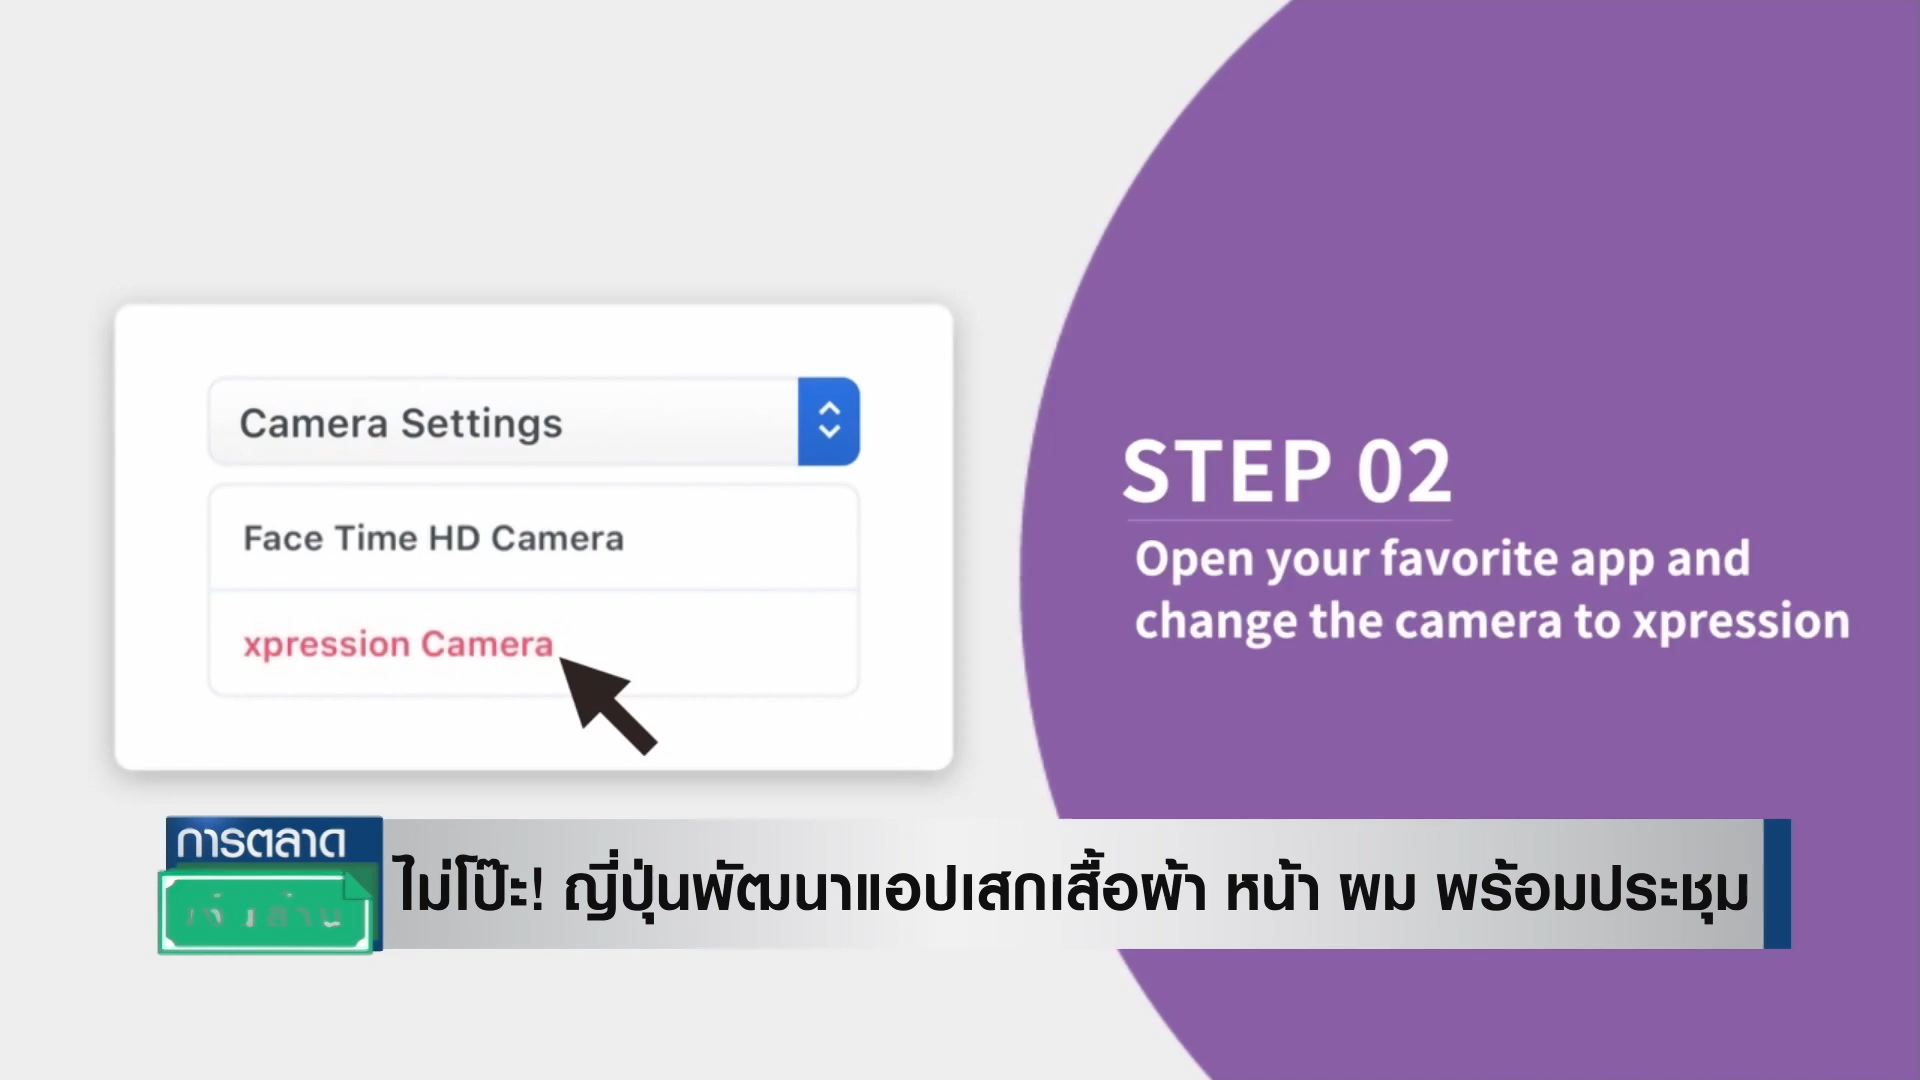 Camera Settings
Face Time HD Camera
xpression Camera
STEP 02
Open your favorite app and
change the camera to xpression
การตลาด
ไม่โป๊ะ! ญี่ปุ่นพัฒนาแอปเสกเสื้อผ้า หน้า ผม พร้อมประชุม